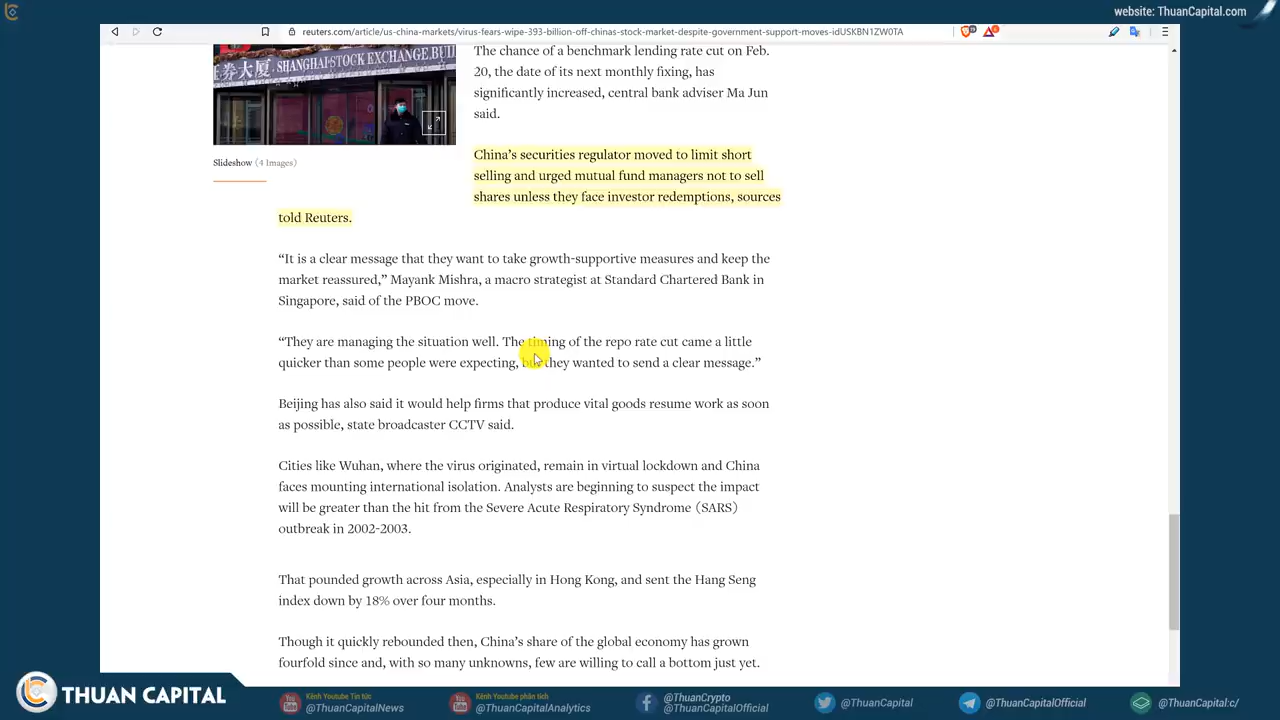 website: ThuanCapital.com
reuters.com/article/us-china-markets/virus-fears-wipe-393-billion-off-chinas-stock-market-despite-government-support-moves-idUSKBN1ZW0TA
証券大厦 SHANGHAI STOCK EXCHANGE BUIL
Slideshow (4 Images)
The chance of a benchmark lending rate cut on Feb.
20, the date of its next monthly fixing, has
significantly increased, central bank adviser Ma Jun
said.
China’s securities regulator moved to limit short
selling and urged mutual fund managers not to sell
shares unless they face investor redemptions, sources
told Reuters.
“It is a clear message that they want to take growth-supportive measures and keep the
market reassured,” Mayank Mishra, a macro strategist at Standard Chartered Bank in
Singapore, said of the PBOC move.
“They are managing the situation well. The timing of the repo rate cut came a little
quicker than some people were expecting, but they wanted to send a clear message.”
Beijing has also said it would help firms that produce vital goods resume work as soon
as possible, state broadcaster CCTV said.
Cities like Wuhan, where the virus originated, remain in virtual lockdown and China
faces mounting international isolation. Analysts are beginning to suspect the impact
will be greater than the hit from the Severe Acute Respiratory Syndrome (SARS)
outbreak in 2002-2003.
That pounded growth across Asia, especially in Hong Kong, and sent the Hang Seng
index down by 18% over four months.
Though it quickly rebounded then, China’s share of the global economy has grown
fourfold since and, with so many unknowns, few are willing to call a bottom just yet.
THUAN CAPITAL
Kênh Youtube Tin tức
@ThuanCapitalNews
Kênh Youtube phân tích
@ThuanCapitalAnalytics
@ThuanCrypto
@ThuanCapitalOfficial
@ThuanCapital
@ThuanCapitalOfficial
@ThuanCapital:c/